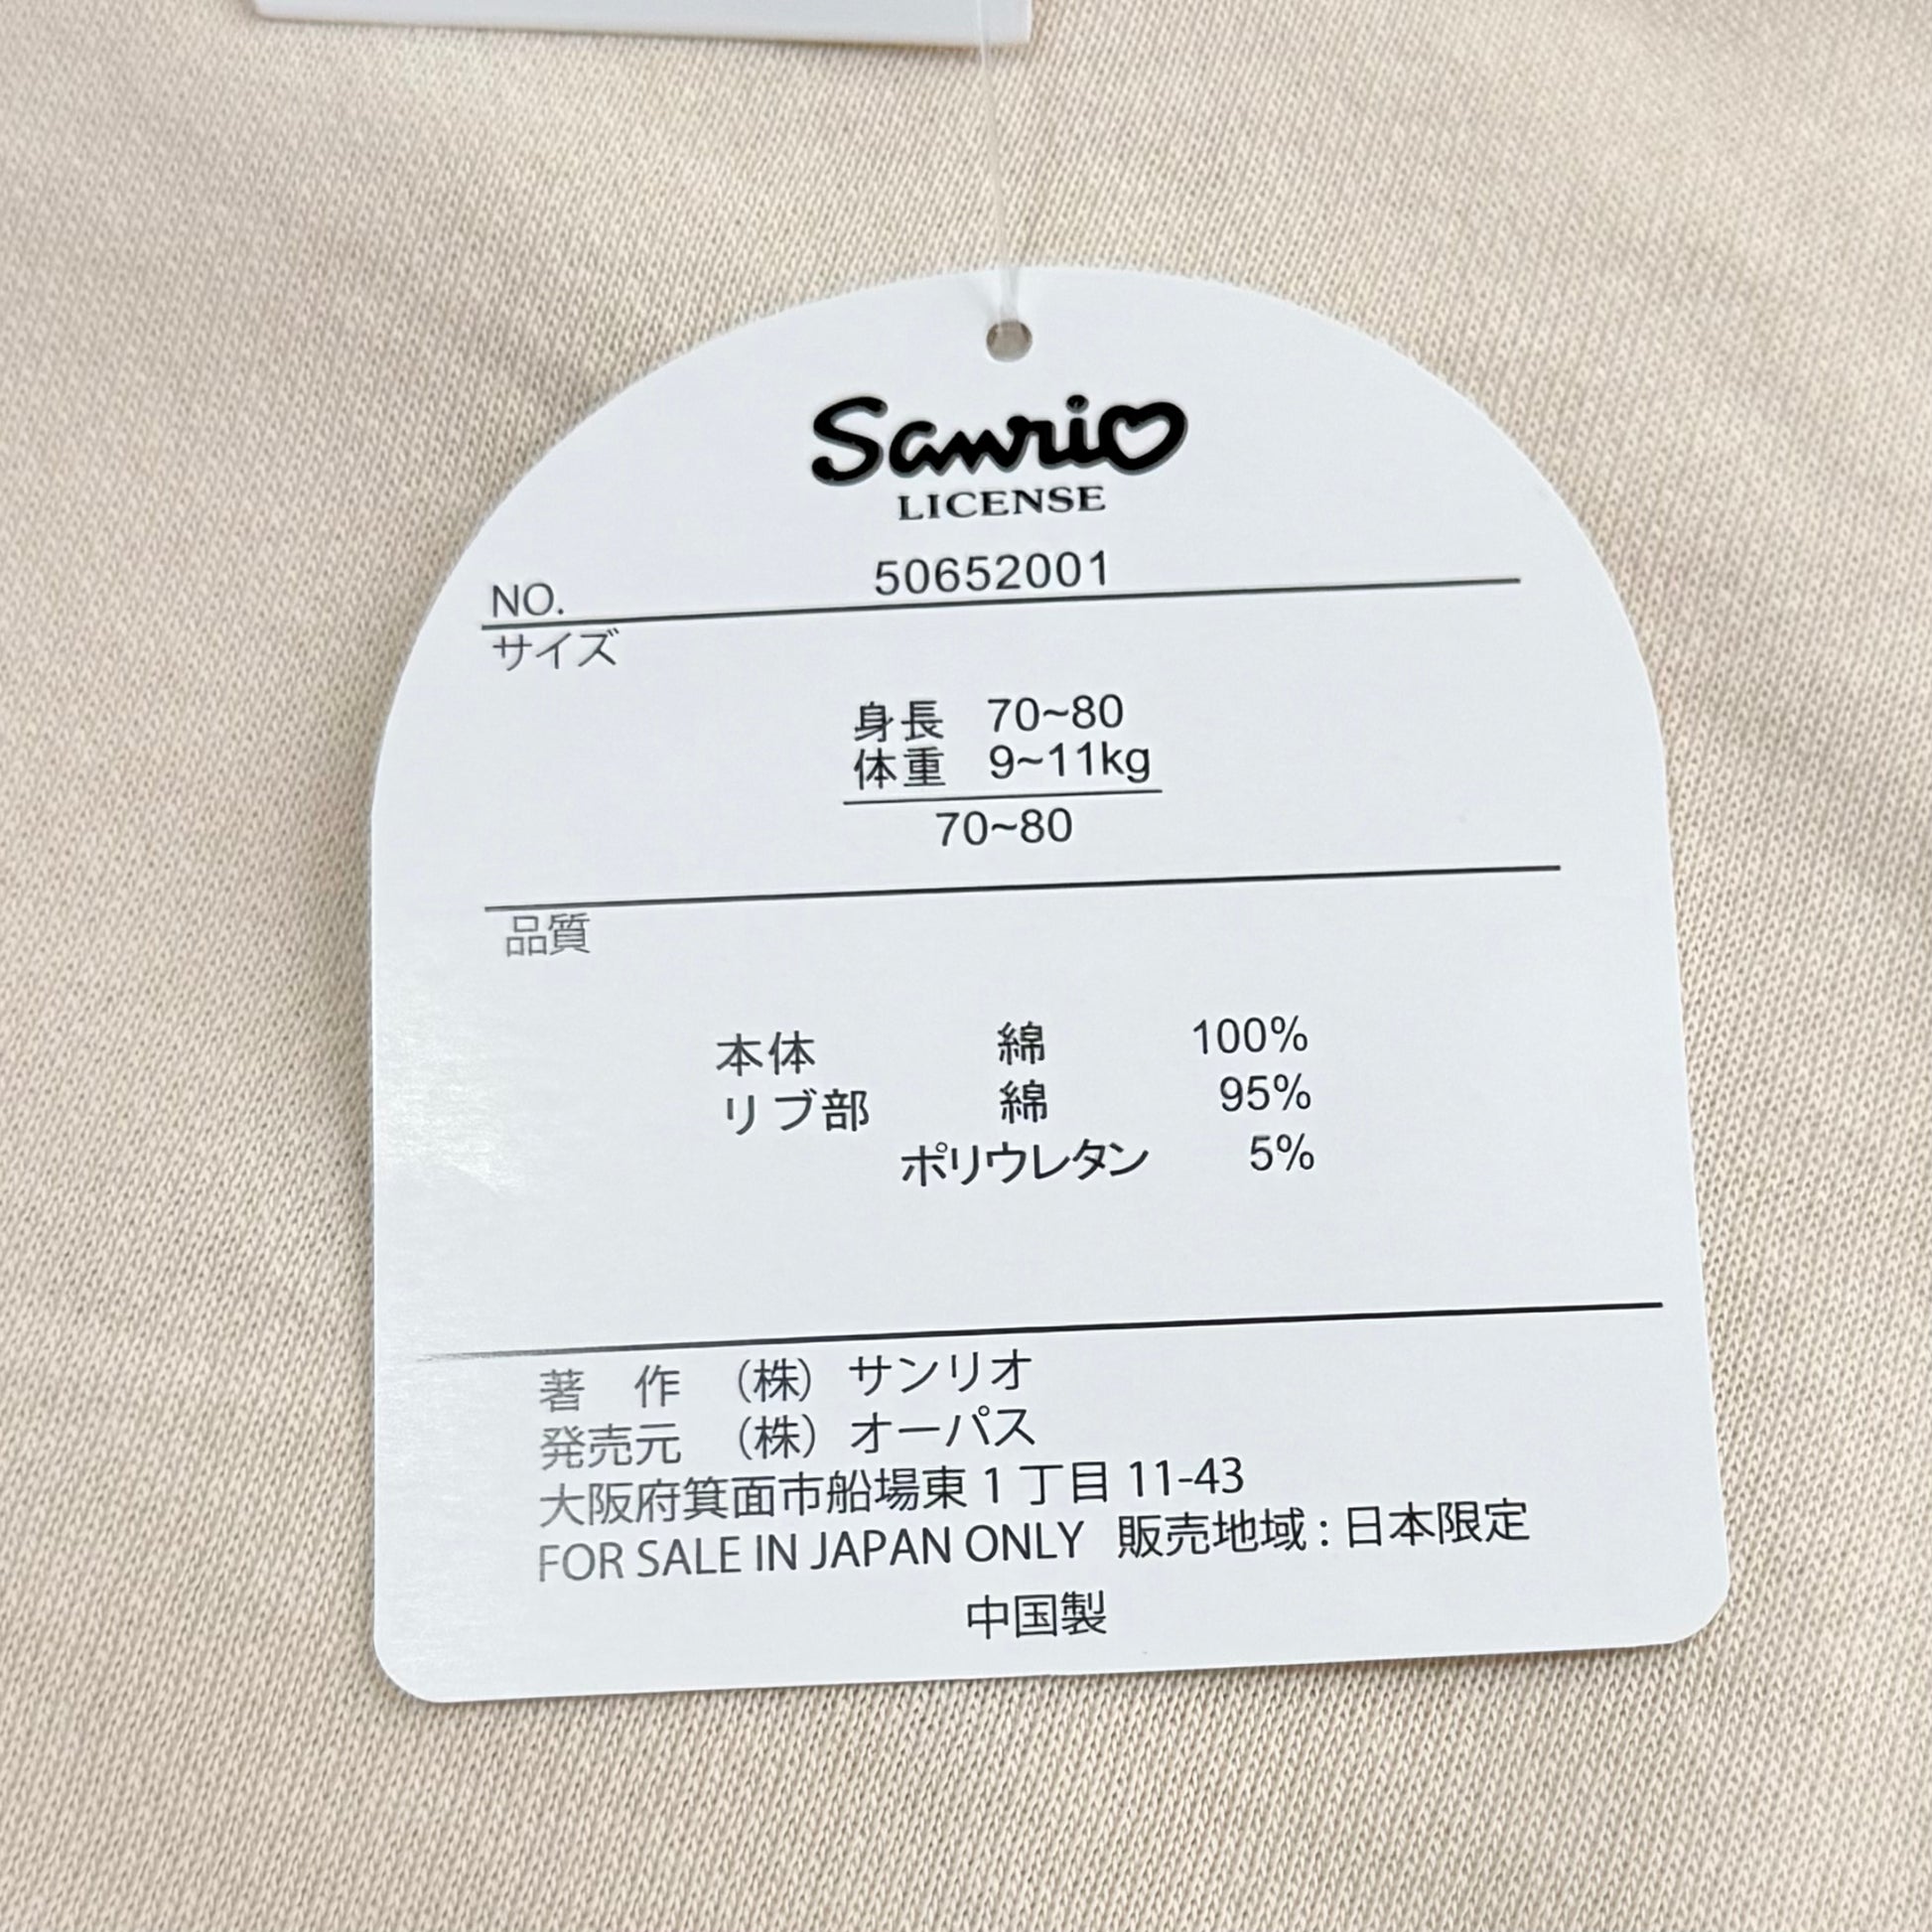 Sanrio
LICENSE
NO. 50652001
サイズ
身長 70~80
体重 9~11kg
70~80
品質
本体 綿 100%
リブ部 綿 95%
ポリウレタン 5%
著 作 (株) サンリオ
発売元 (株) オーパス
大阪府箕面市船場東1丁目 11-43
FOR SALE IN JAPAN ONLY 販売地域:日本限定
中国製